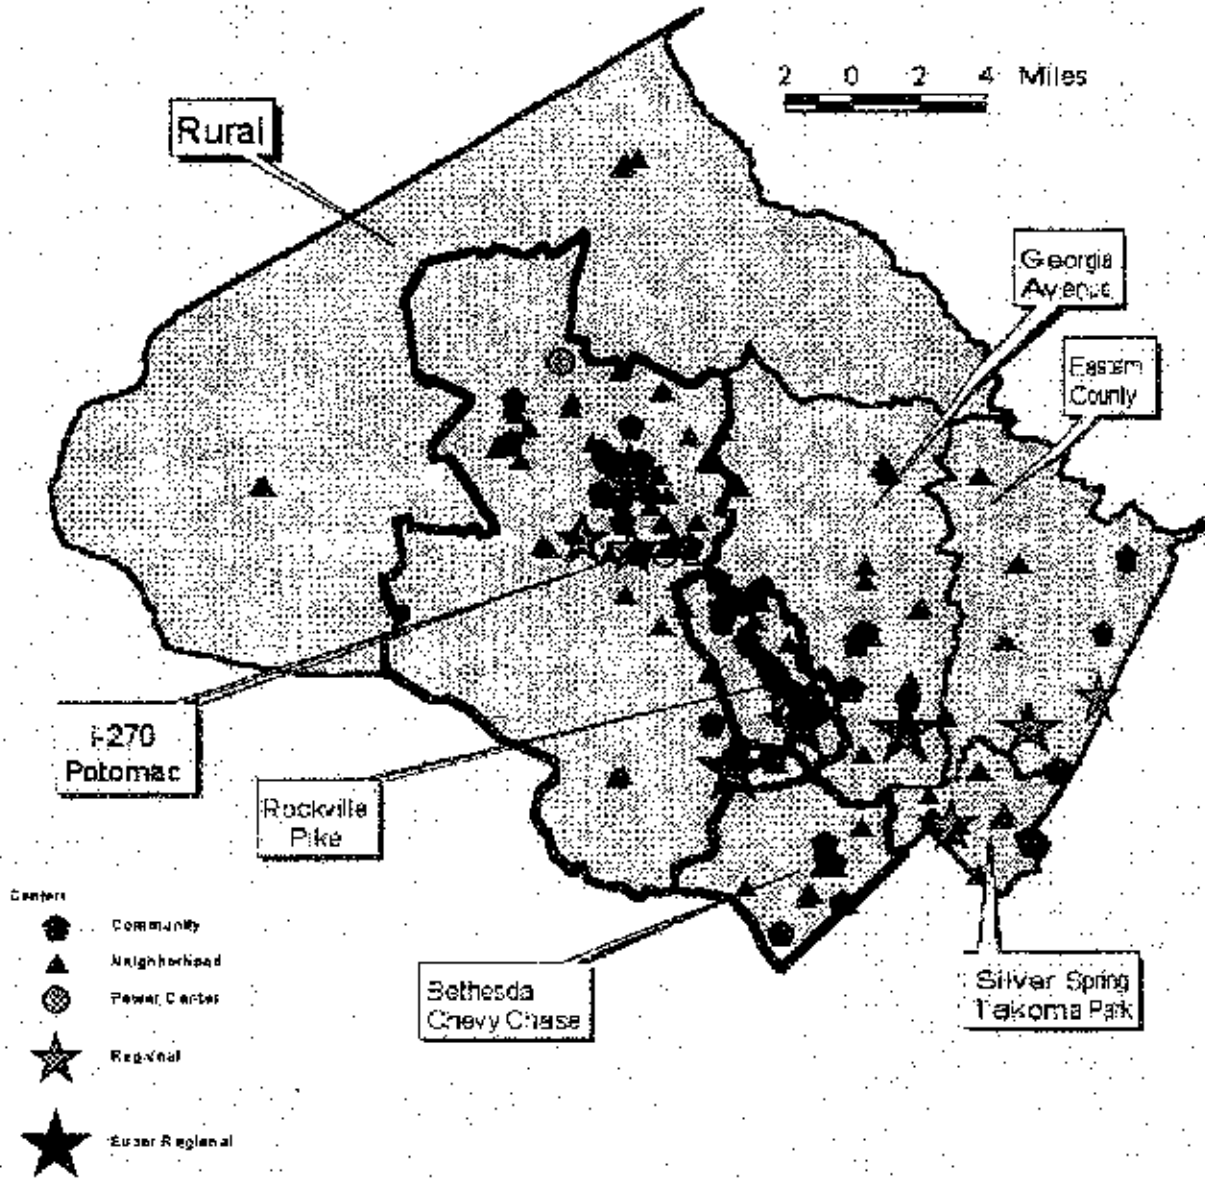 2 0 2 4 Miles
Rural
Georgia
Avenue
Eastern
County
I-270
Potomac
Rockville
Pike
Bethesda
Chevy Chase
Silver Spring
Takoma Park
Centers
Community
Neighborhood
Power Center
Regional
Super Regional